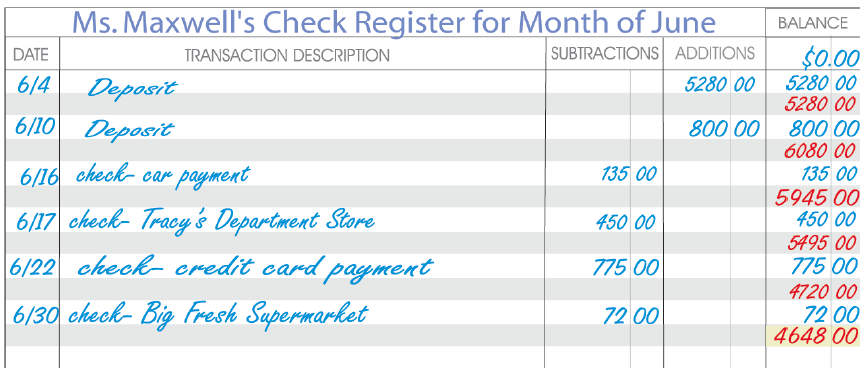 Ms. Maxwell's Check Register for Month of June BALANCE
DATE TRANSACTION DESCRIPTION SUBTRACTIONS ADDITIONS $0.00
6/4 Deposit 5280 00 5280 00
5280 00
6/10 Deposit 800 00 800 00
6080 00
6/16 check- car payment 135 00 135 00
5945 00
6/17 check- Tracy's Department Store 450 00 450 00
5495 00
6/22 check- credit card payment 775 00 775 00
4720 00
6/30 check- Big Fresh Supermarket 72 00 72 00
4648 00